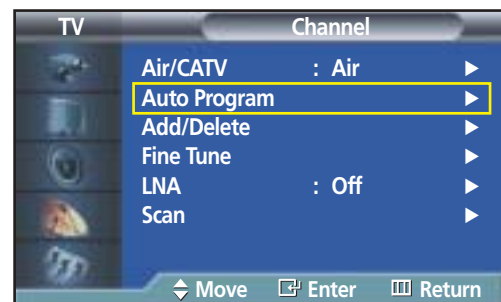 TV Channel
Air/CATV : Air
Auto Program
Add/Delete
Fine Tune
LNA : Off
Scan
Move Enter Return